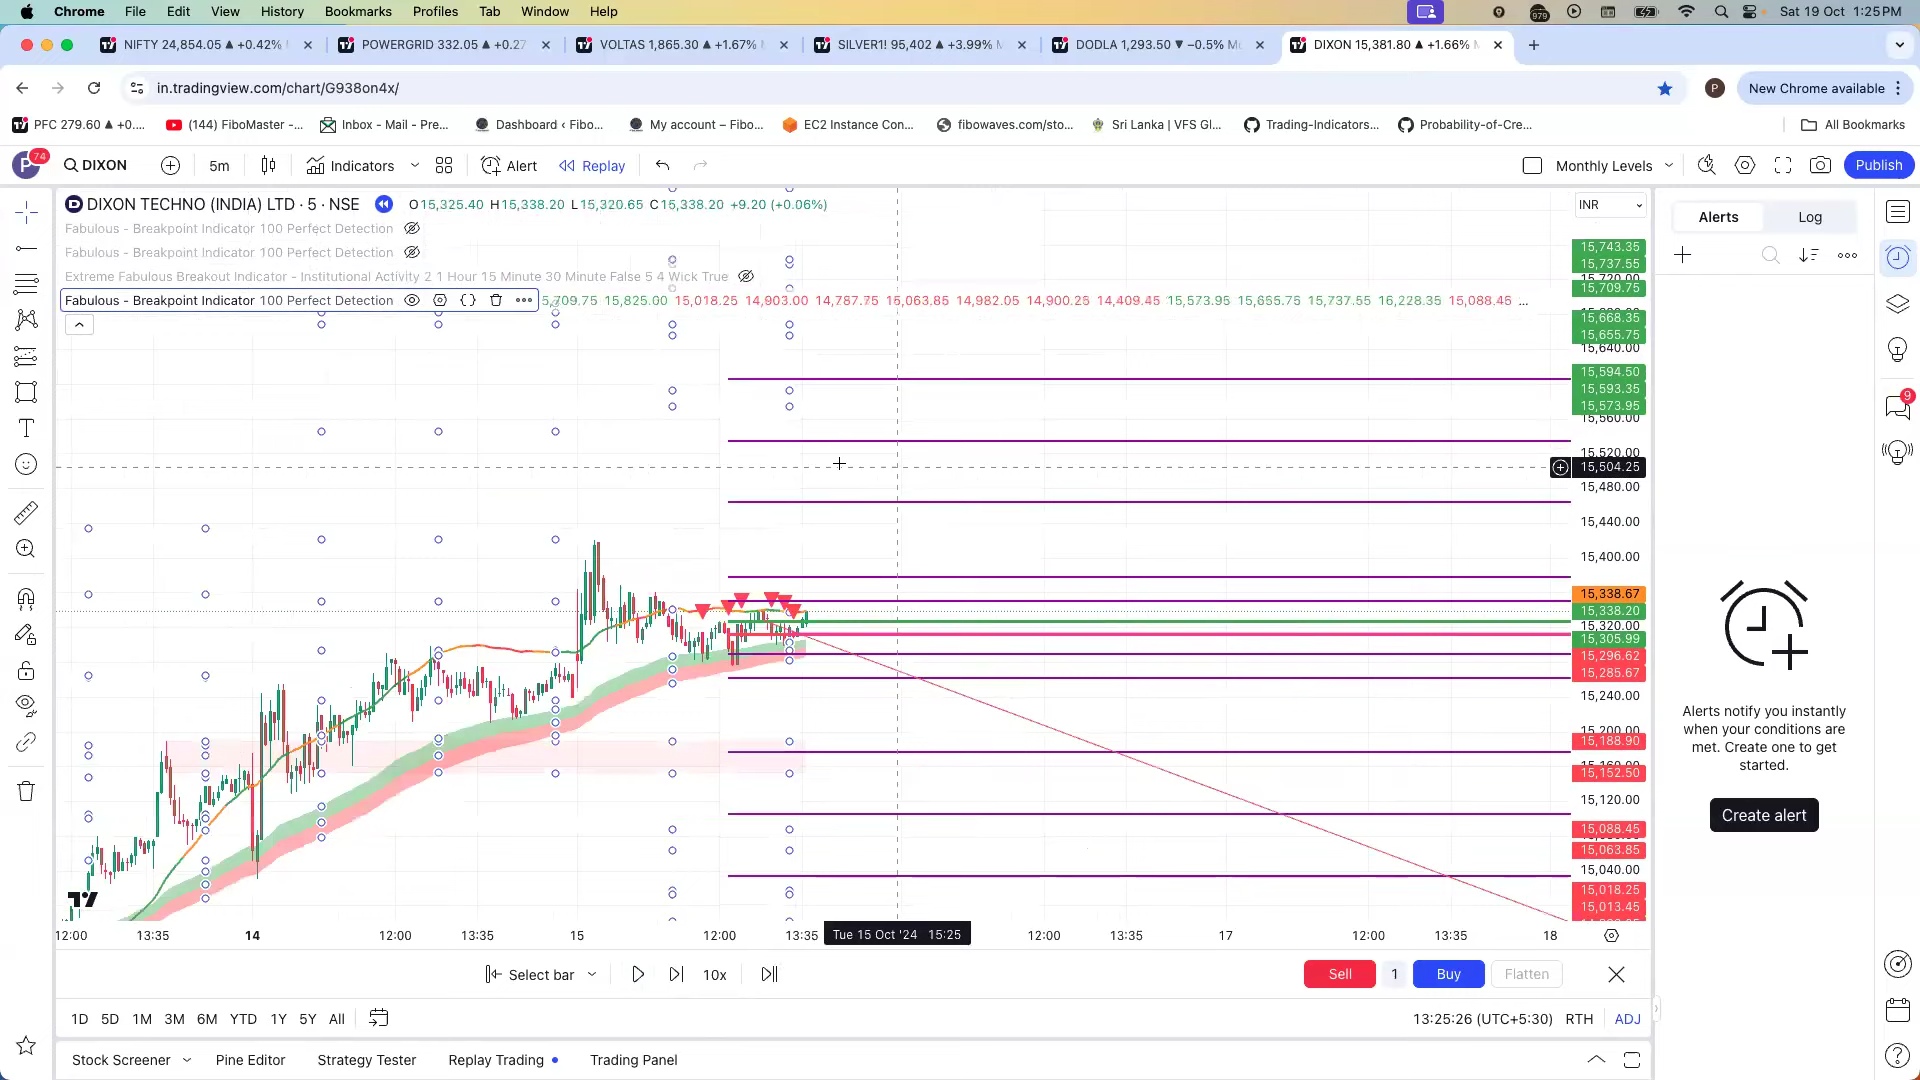 Chrome File Edit View History Bookmarks Profiles Tab Window Help
979
Sat 19 Oct 1:25 PM
NIFTY 24,854.05 ▲ +0.42%
POWERGRID 332.05 ▲ +0.27
VOLTAS 1,865.30 ▲ +1.67%
SILVER1! 95,402 ▲ +3.99%
DODLA 1,293.50 ▼ −0.5%
DIXON 15,381.80 ▲ +1.66%
in.tradingview.com/chart/G938on4x/
P
New Chrome available
PFC 279.60 ▲ +0....
(144) FiboMaster -...
Inbox - Mail - Pre...
Dashboard ‹ Fibo...
My account – Fibo...
EC2 Instance Con...
fibowaves.com/sto...
Sri Lanka | VFS Gl...
Trading-Indicators...
Probability-of-Cre...
All Bookmarks
P 74
DIXON
5m
Indicators
Alert
Replay
Monthly Levels
Publish
DIXON TECHNO (INDIA) LTD · 5 · NSE
O15,325.40 H15,338.20 L15,320.65 C15,338.20 +9.20 (+0.06%)
Fabulous - Breakpoint Indicator 100 Perfect Detection
Fabulous - Breakpoint Indicator 100 Perfect Detection
Extreme Fabulous Breakout Indicator - Institutional Activity 2 1 Hour 15 Minute 30 Minute False 5 4 Wick True
Fabulous - Breakpoint Indicator 100 Perfect Detection
5,709.75 15,825.00 15,018.25 14,903.00 14,787.75 15,063.85 14,982.05 14,900.25 14,409.45 15,573.95 15,655.75 15,737.55 16,228.35 15,088.45 ...
INR
15,743.35
15,737.55
15,720.00
15,709.75
15,668.35
15,655.75
15,640.00
15,594.50
15,593.35
15,573.95
15,560.00
15,520.00
15,504.25
15,480.00
15,440.00
15,400.00
15,338.67
15,338.20
15,320.00
15,305.99
15,296.62
15,285.67
15,240.00
15,200.00
15,188.90
15,160.00
15,152.50
15,120.00
15,088.45
15,063.85
15,040.00
15,018.25
15,013.45
12:00 13:35 14 12:00 13:35 15 12:00 13:35
Tue 15 Oct '24 15:25
12:00 13:35 17 12:00 13:35 18
Select bar
10x
Sell
1
Buy
Flatten
1D 5D 1M 3M 6M YTD 1Y 5Y All
13:25:26 (UTC+5:30) RTH ADJ
Stock Screener
Pine Editor
Strategy Tester
Replay Trading
Trading Panel
Alerts
Log
Alerts notify you instantly
when your conditions are
met. Create one to get
started.
Create alert
9